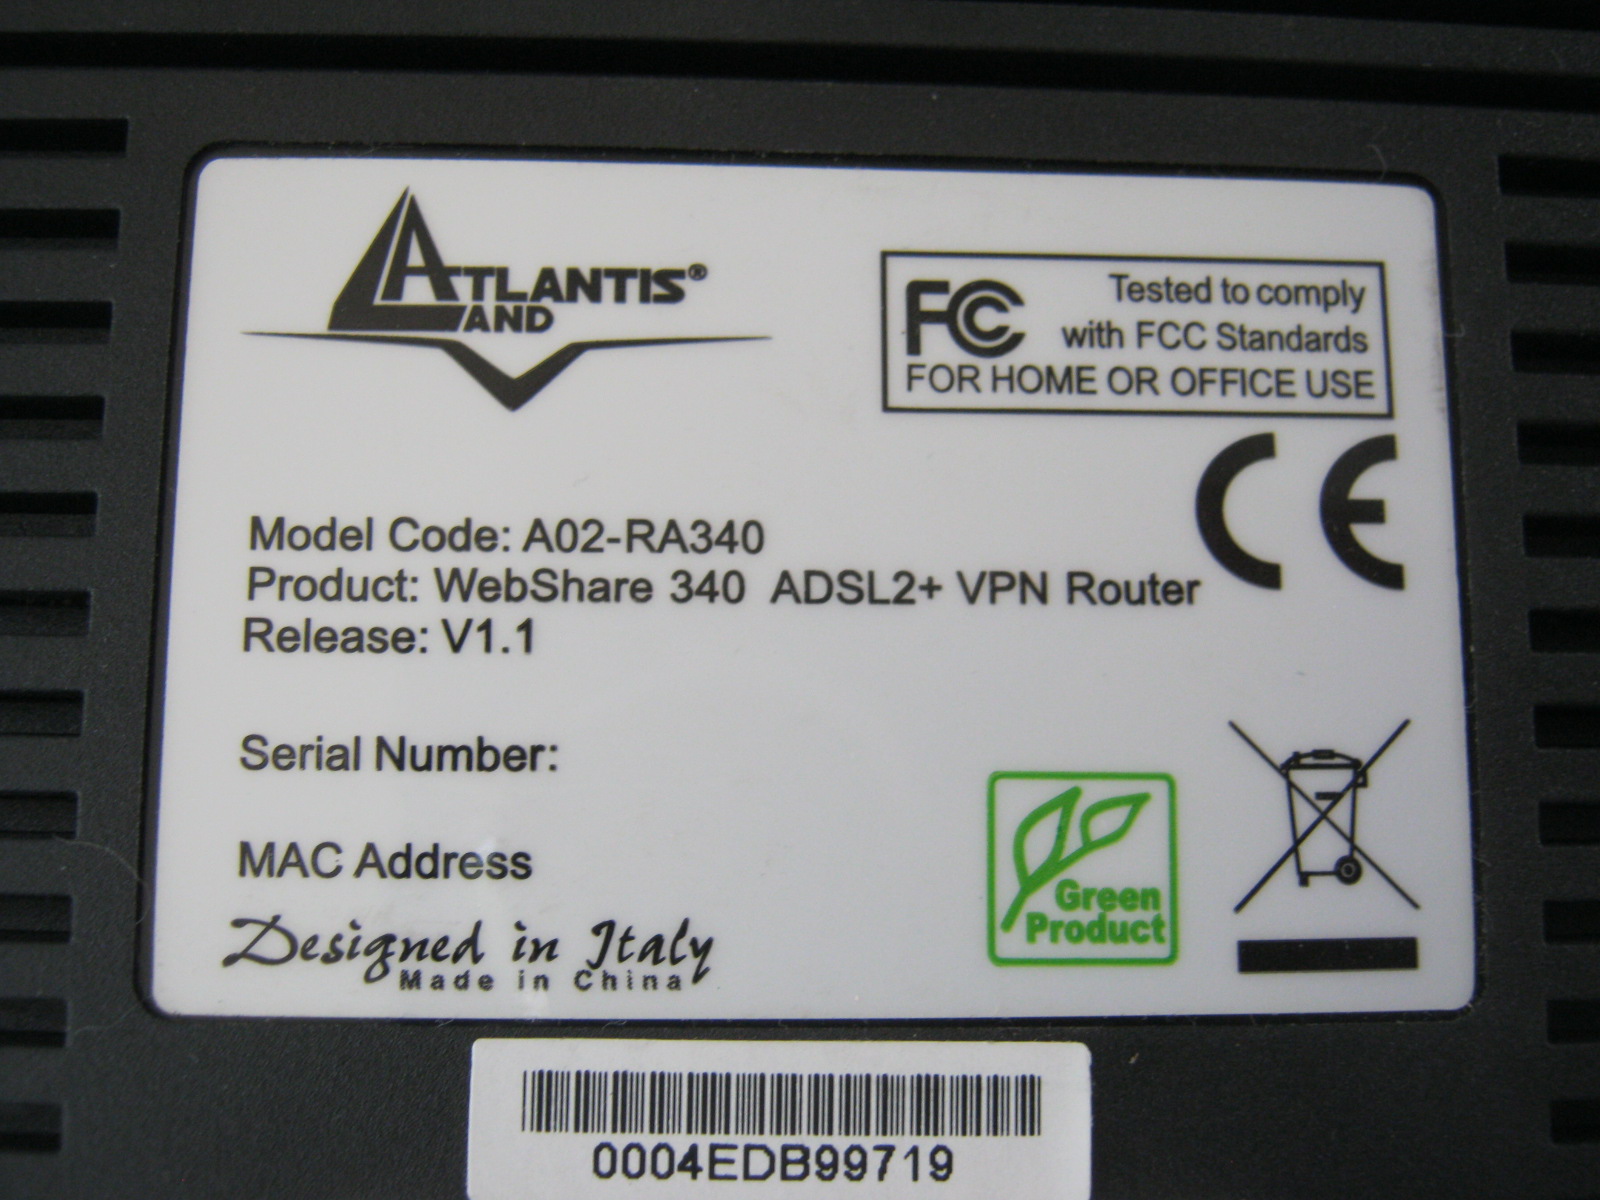 ATLANTIS®
LAND
FCC Tested to comply
with FCC Standards
FOR HOME OR OFFICE USE
CE
Model Code: A02-RA340
Product: WebShare 340 ADSL2+ VPN Router
Release: V1.1
Serial Number:
MAC Address
Green
Product
Designed in Italy
Made in China
0004EDB99719